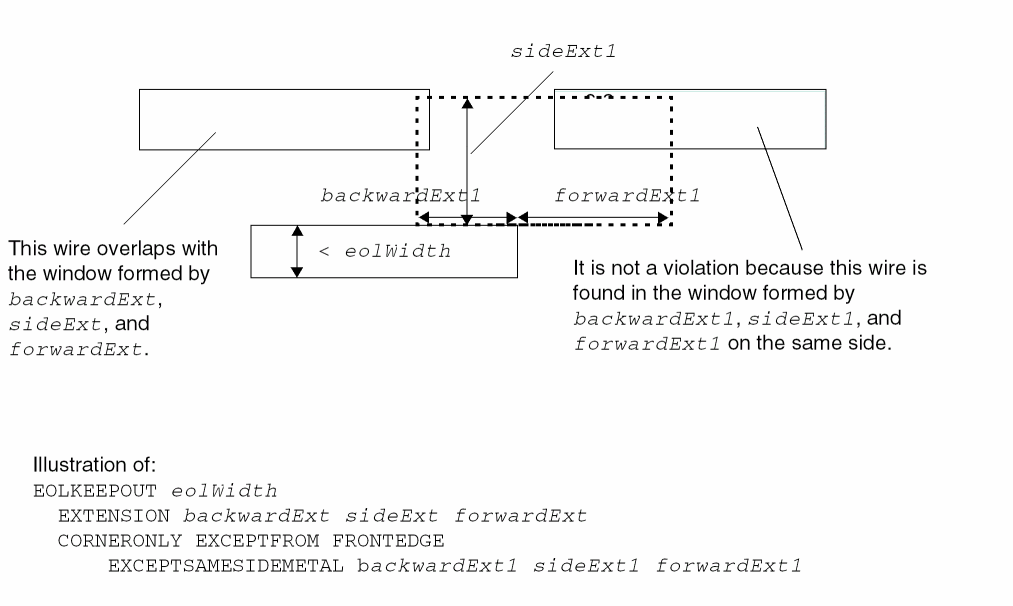 sideExt1
backwardExt1 forwardExt1
< eolWidth
This wire overlaps with
the window formed by
backwardExt,
sideExt, and
forwardExt.
It is not a violation because this wire is
found in the window formed by
backwardExt1, sideExt1, and
forwardExt1 on the same side.
Illustration of:
EOLKEEPOUT eolWidth
EXTENSION backwardExt sideExt forwardExt
CORNERONLY EXCEPTFROM FRONTEDGE
EXCEPTSAMESIDEMETAL backwardExt1 sideExt1 forwardExt1